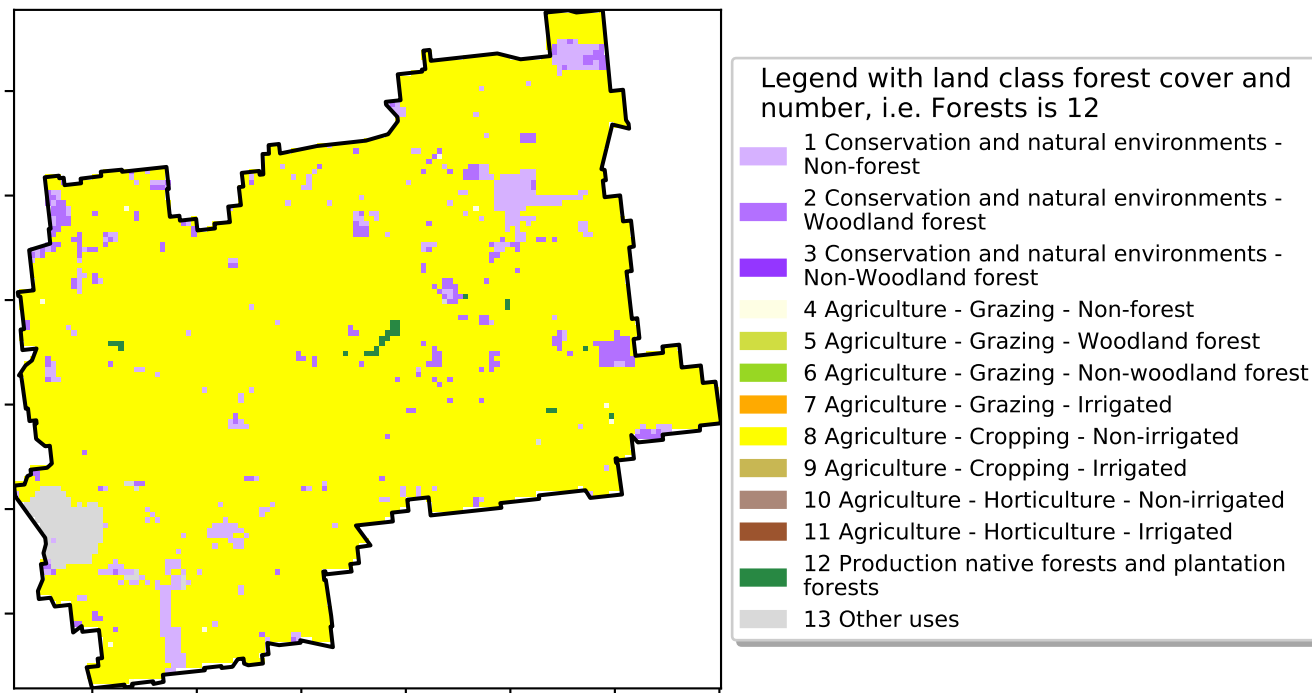 Legend with land class forest cover and
number, i.e. Forests is 12
1 Conservation and natural environments -
Non-forest
2 Conservation and natural environments -
Woodland forest
3 Conservation and natural environments -
Non-Woodland forest
4 Agriculture - Grazing - Non-forest
5 Agriculture - Grazing - Woodland forest
6 Agriculture - Grazing - Non-woodland forest
7 Agriculture - Grazing - Irrigated
8 Agriculture - Cropping - Non-irrigated
9 Agriculture - Cropping - Irrigated
10 Agriculture - Horticulture - Non-irrigated
11 Agriculture - Horticulture - Irrigated
12 Production native forests and plantation
forests
13 Other uses